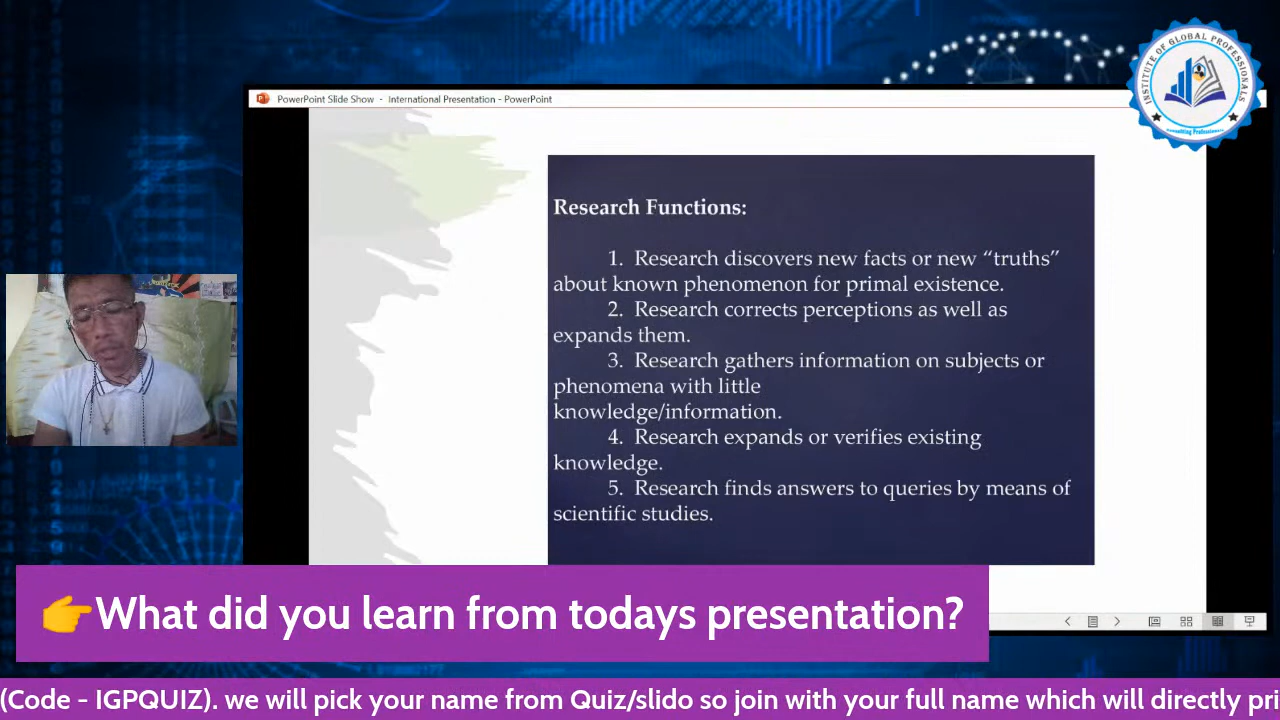 INSTITUTE OF GLOBAL PROFESSIONALS
PowerPoint Slide Show - International Presentation - PowerPoint
Research Functions:
1. Research discovers new facts or new “truths”
about known phenomenon for primal existence.
2. Research corrects perceptions as well as
expands them.
3. Research gathers information on subjects or
phenomena with little
knowledge/information.
4. Research expands or verifies existing
knowledge.
5. Research finds answers to queries by means of
scientific studies.
👉What did you learn from todays presentation?
(Code - IGPQUIZ). we will pick your name from Quiz/slido so join with your full name which will directly pri